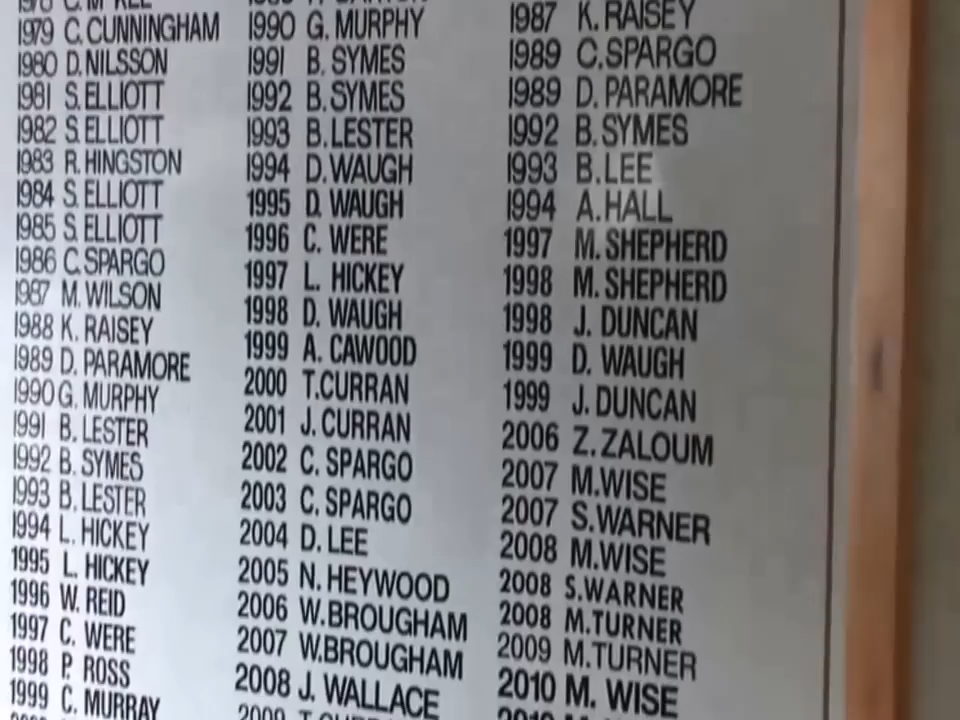 1979 C. CUNNINGHAM
1980 D. NILSSON
1981 S. ELLIOTT
1982 S. ELLIOTT
1983 R. HINGSTON
1984 S. ELLIOTT
1985 S. ELLIOTT
1986 C. SPARGO
1987 M. WILSON
1988 K. RAISEY
1989 D. PARAMORE
1990 G. MURPHY
1991 B. LESTER
1992 B. SYMES
1993 B. LESTER
1994 L. HICKEY
1995 L. HICKEY
1996 W. REID
1997 C. WERE
1998 P. ROSS
1999 C. MURRAY
1990 G. MURPHY
1991 B. SYMES
1992 B. SYMES
1993 B. LESTER
1994 D. WAUGH
1995 D. WAUGH
1996 C. WERE
1997 L. HICKEY
1998 D. WAUGH
1999 A. CAWOOD
2000 T. CURRAN
2001 J. CURRAN
2002 C. SPARGO
2003 C. SPARGO
2004 D. LEE
2005 N. HEYWOOD
2006 W. BROUGHAM
2007 W. BROUGHAM
2008 J. WALLACE
1987 K. RAISEY
1989 C. SPARGO
1989 D. PARAMORE
1992 B. SYMES
1993 B. LEE
1994 A. HALL
1997 M. SHEPHERD
1998 M. SHEPHERD
1998 J. DUNCAN
1999 D. WAUGH
1999 J. DUNCAN
2006 Z. ZALOUM
2007 M. WISE
2007 S. WARNER
2008 M. WISE
2008 S. WARNER
2008 M. TURNER
2009 M. TURNER
2010 M. WISE